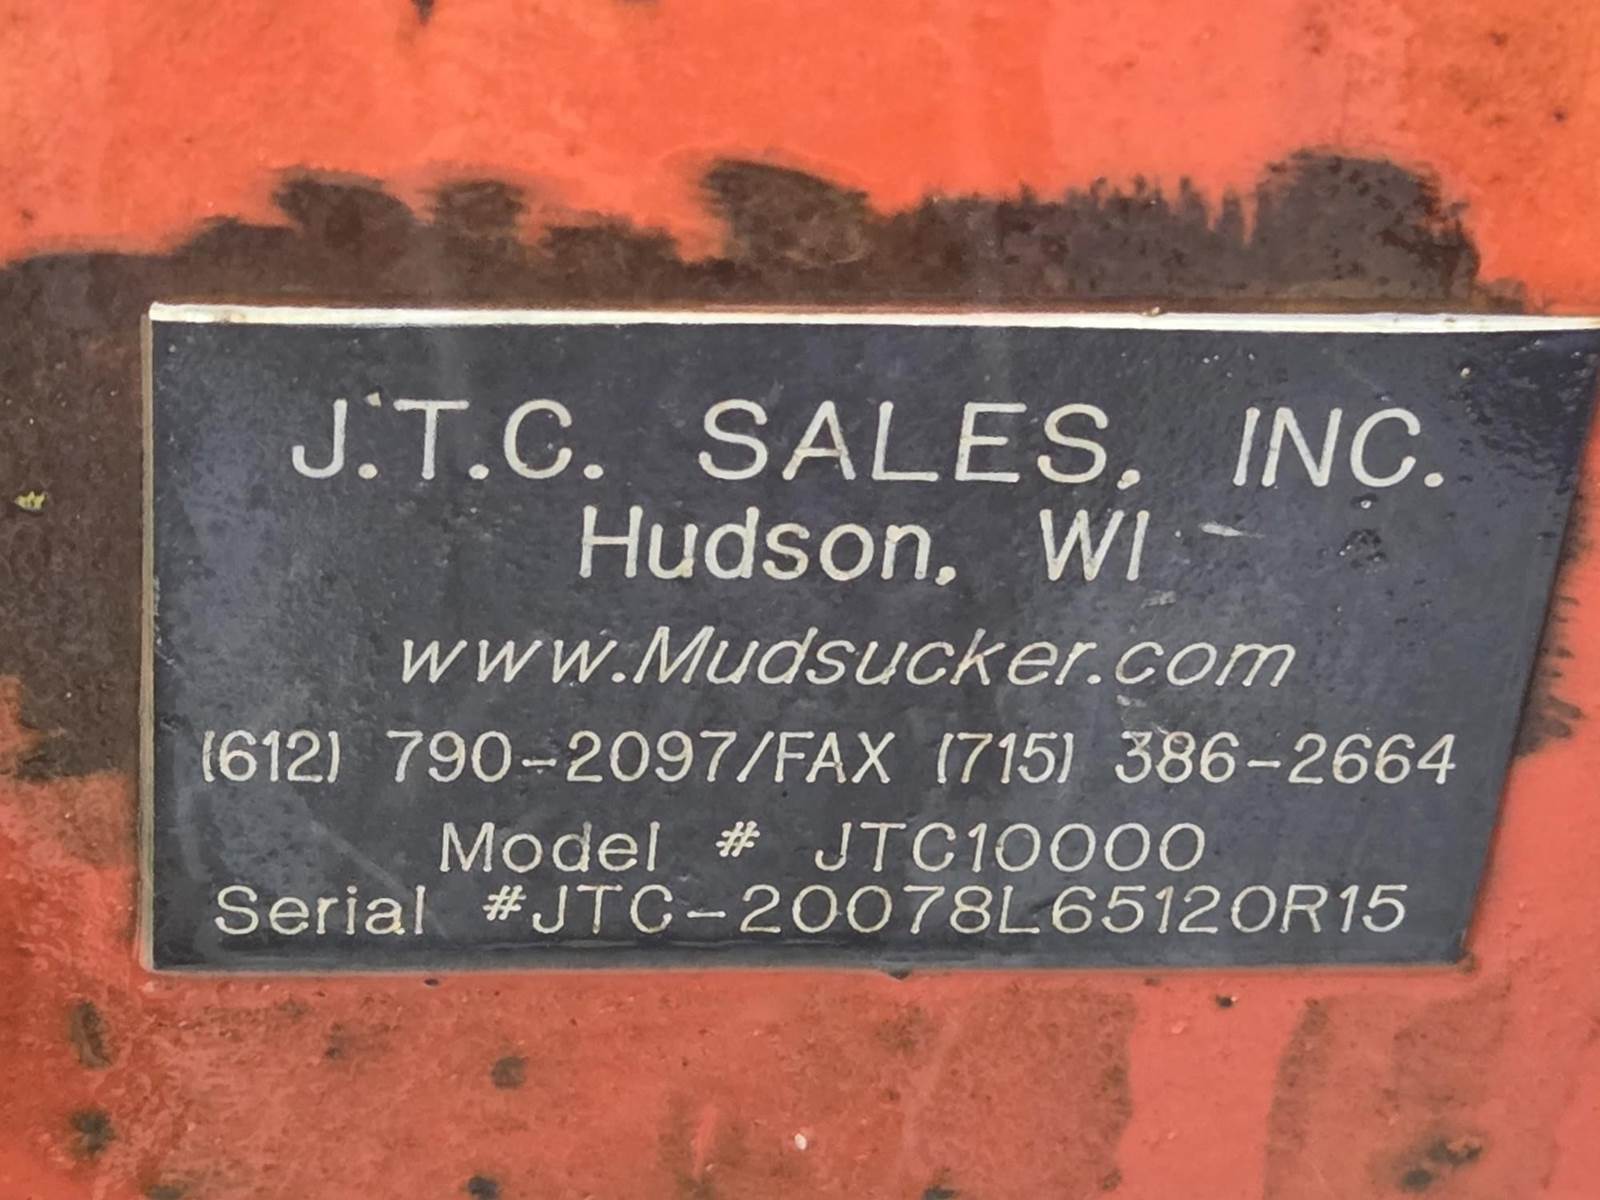 J.T.C. SALES, INC.
Hudson, WI
www.Mudsucker.com
(612) 790-2097/FAX (715) 386-2664
Model # JTC10000
Serial #JTC-20078L65120R15